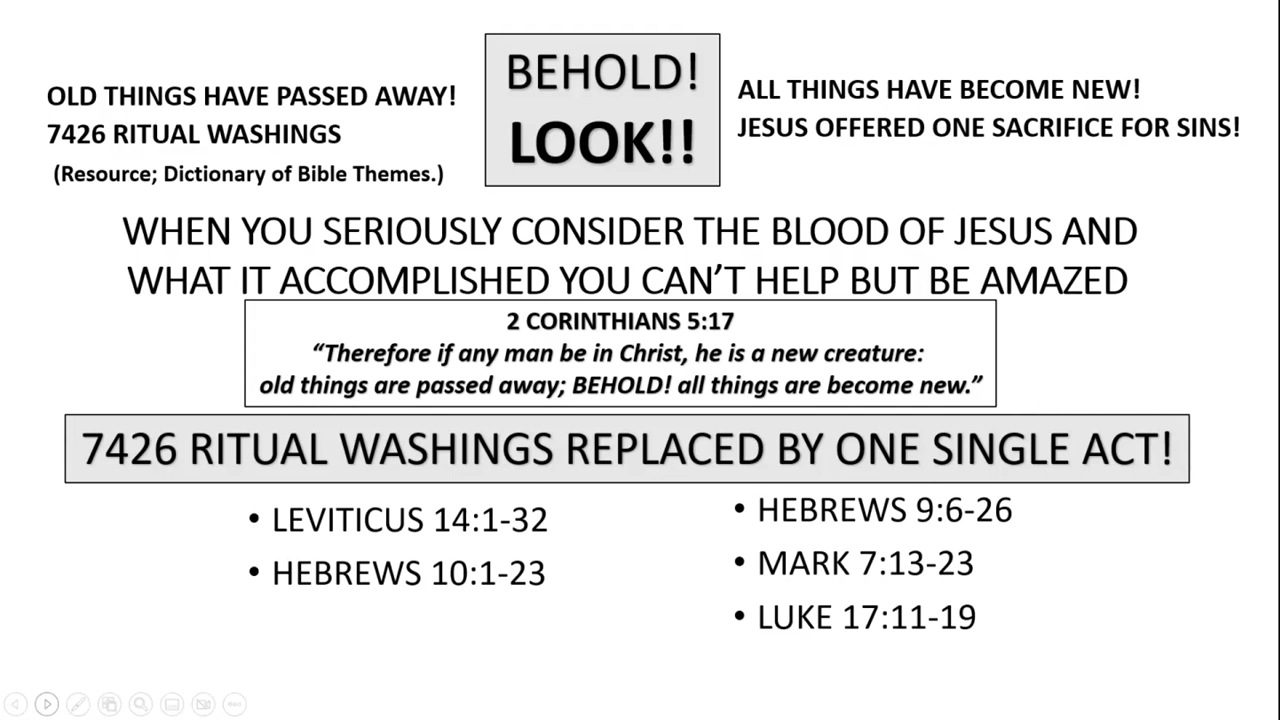 OLD THINGS HAVE PASSED AWAY!
7426 RITUAL WASHINGS
(Resource; Dictionary of Bible Themes.)
BEHOLD!
LOOK!!
ALL THINGS HAVE BECOME NEW!
JESUS OFFERED ONE SACRIFICE FOR SINS!
WHEN YOU SERIOUSLY CONSIDER THE BLOOD OF JESUS AND
WHAT IT ACCOMPLISHED YOU CAN’T HELP BUT BE AMAZED
2 CORINTHIANS 5:17
“Therefore if any man be in Christ, he is a new creature:
old things are passed away; BEHOLD! all things are become new.”
7426 RITUAL WASHINGS REPLACED BY ONE SINGLE ACT!
• LEVITICUS 14:1-32
• HEBREWS 10:1-23
• HEBREWS 9:6-26
• MARK 7:13-23
• LUKE 17:11-19